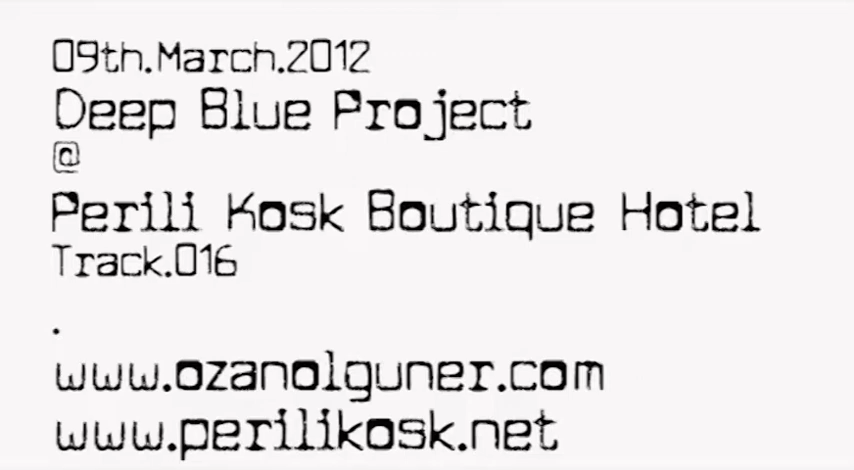 09th.March.2012
Deep Blue Project
@
Perili Kosk Boutique Hotel
Track.016
.
www.ozanolguner.com
www.perilikosk.net